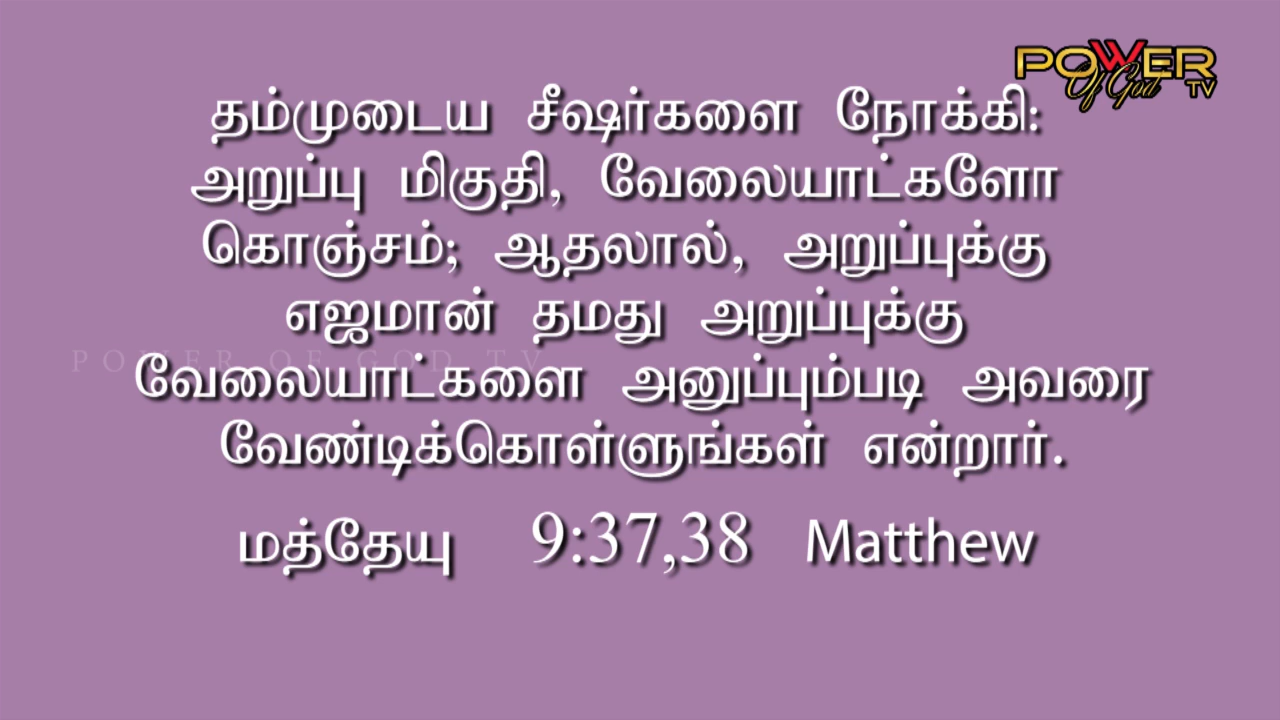 POWER
Of God TV
தம்முடைய சீஷர்களை நோக்கி:
அறுப்பு மிகுதி, வேலையாட்களோ
கொஞ்சம்; ஆதலால், அறுப்புக்கு
எஜமான் தமது அறுப்புக்கு
POWER OF GOD TV
வேலையாட்களை அனுப்பும்படி அவரை
வேண்டிக்கொள்ளுங்கள் என்றார்.
மத்தேயு 9:37,38 Matthew